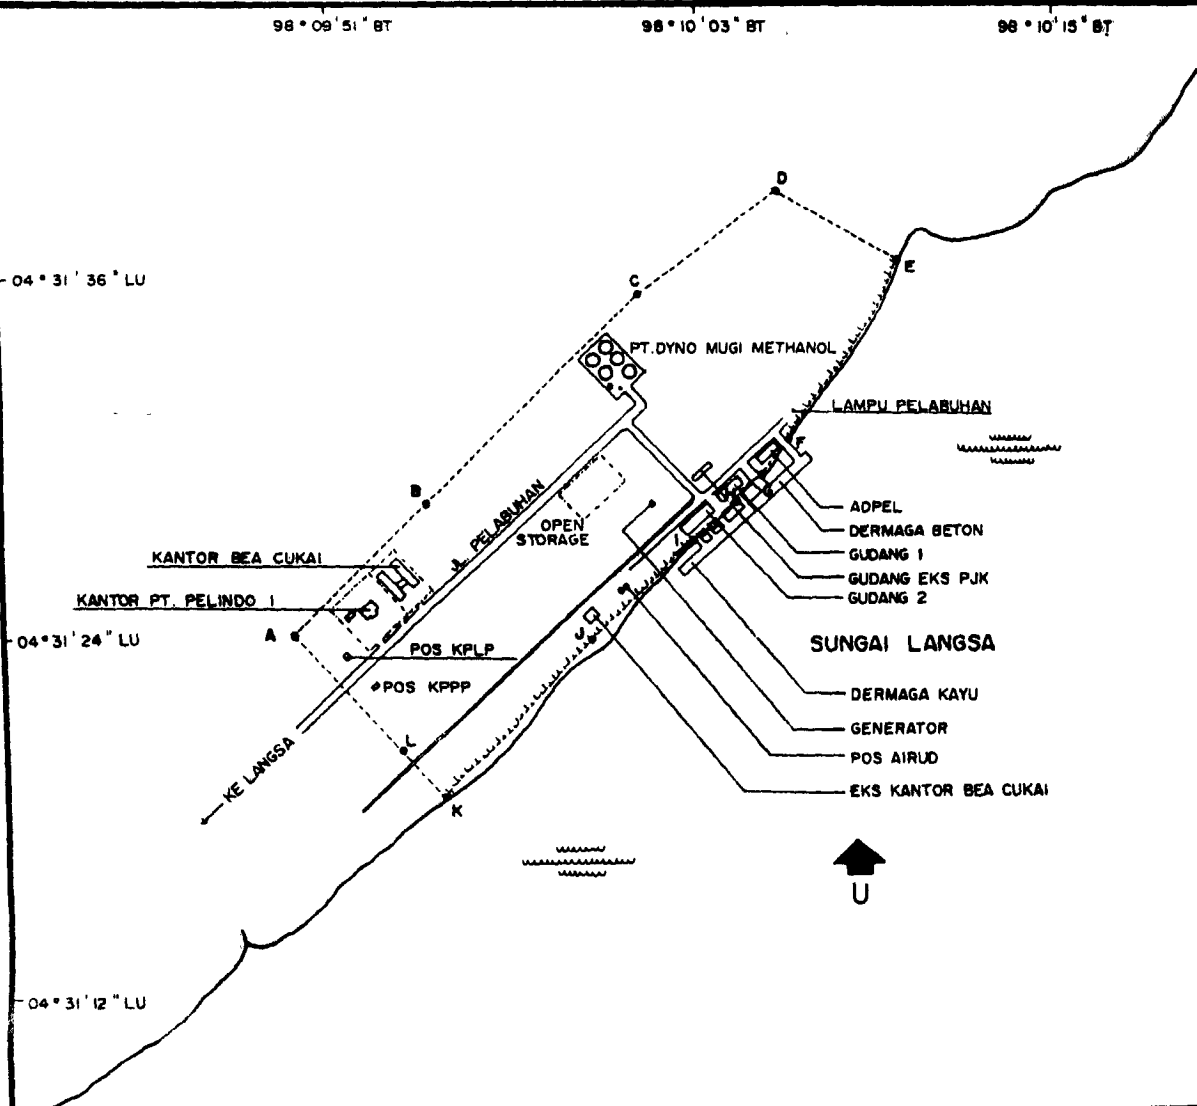 98°09'51" BT
98°10'03" BT
98°10'15" BT
D
E
04°31'36" LU
C
PT. DYNO MUGI METHANOL
LAMPU PELABUHAN
F
B
JL. PELABUHAN
OPEN
STORAGE
ADPEL
DERMAGA BETON
GUDANG 1
GUDANG EKS PJK
GUDANG 2
KANTOR BEA CUKAI
KANTOR PT. PELINDO I
A
04°31'24" LU
J
SUNGAI LANGSA
POS KPLP
POS KPPP
DERMAGA KAYU
GENERATOR
POS AIRUD
EKS KANTOR BEA CUKAI
L
KE LANGSA
K
U
04°31'12" LU